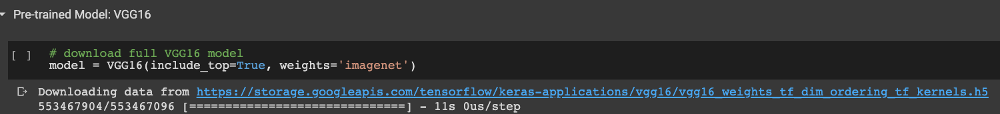 Pre-trained Model: VGG16
[ ] # download full VGG16 model
model = VGG16(include_top=True, weights='imagenet')
Downloading data from https://storage.googleapis.com/tensorflow/keras-applications/vgg16/vgg16_weights_tf_dim_ordering_tf_kernels.h5
553467904/553467096 [==============================] - 11s 0us/step